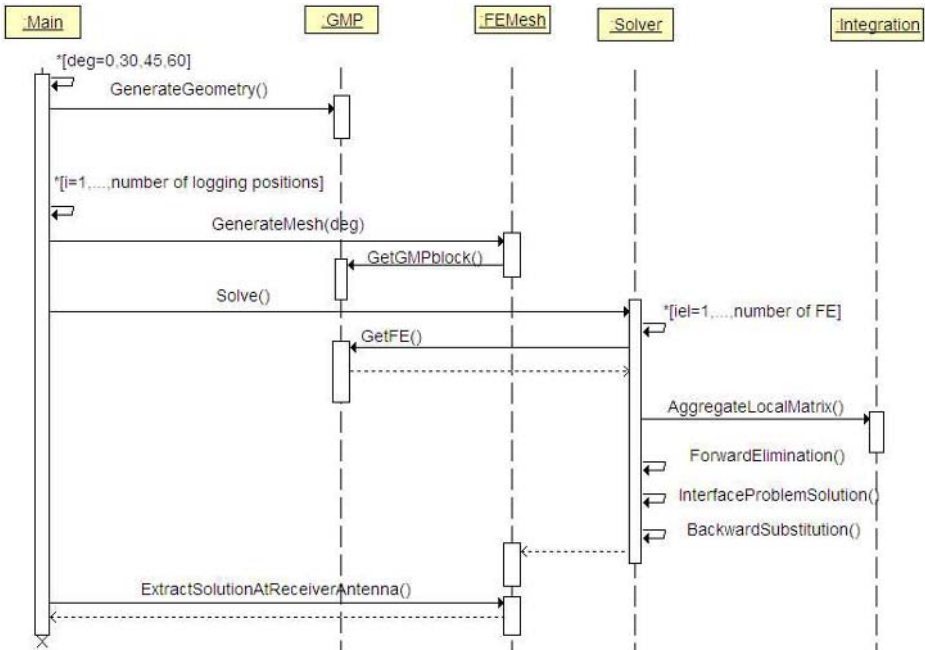 :Main
:GMP
:FEMesh
:Solver
:Integration
*[deg=0,30,45,60]
GenerateGeometry()
*[i=1,...,number of logging positions]
GenerateMesh(deg)
GetGMPblock()
Solve()
*[iel=1,...,number of FE]
GetFE()
AggregateLocalMatrix()
ForwardElimination()
InterfaceProblemSolution()
BackwardSubstitution()
ExtractSolutionAtReceiverAntenna()